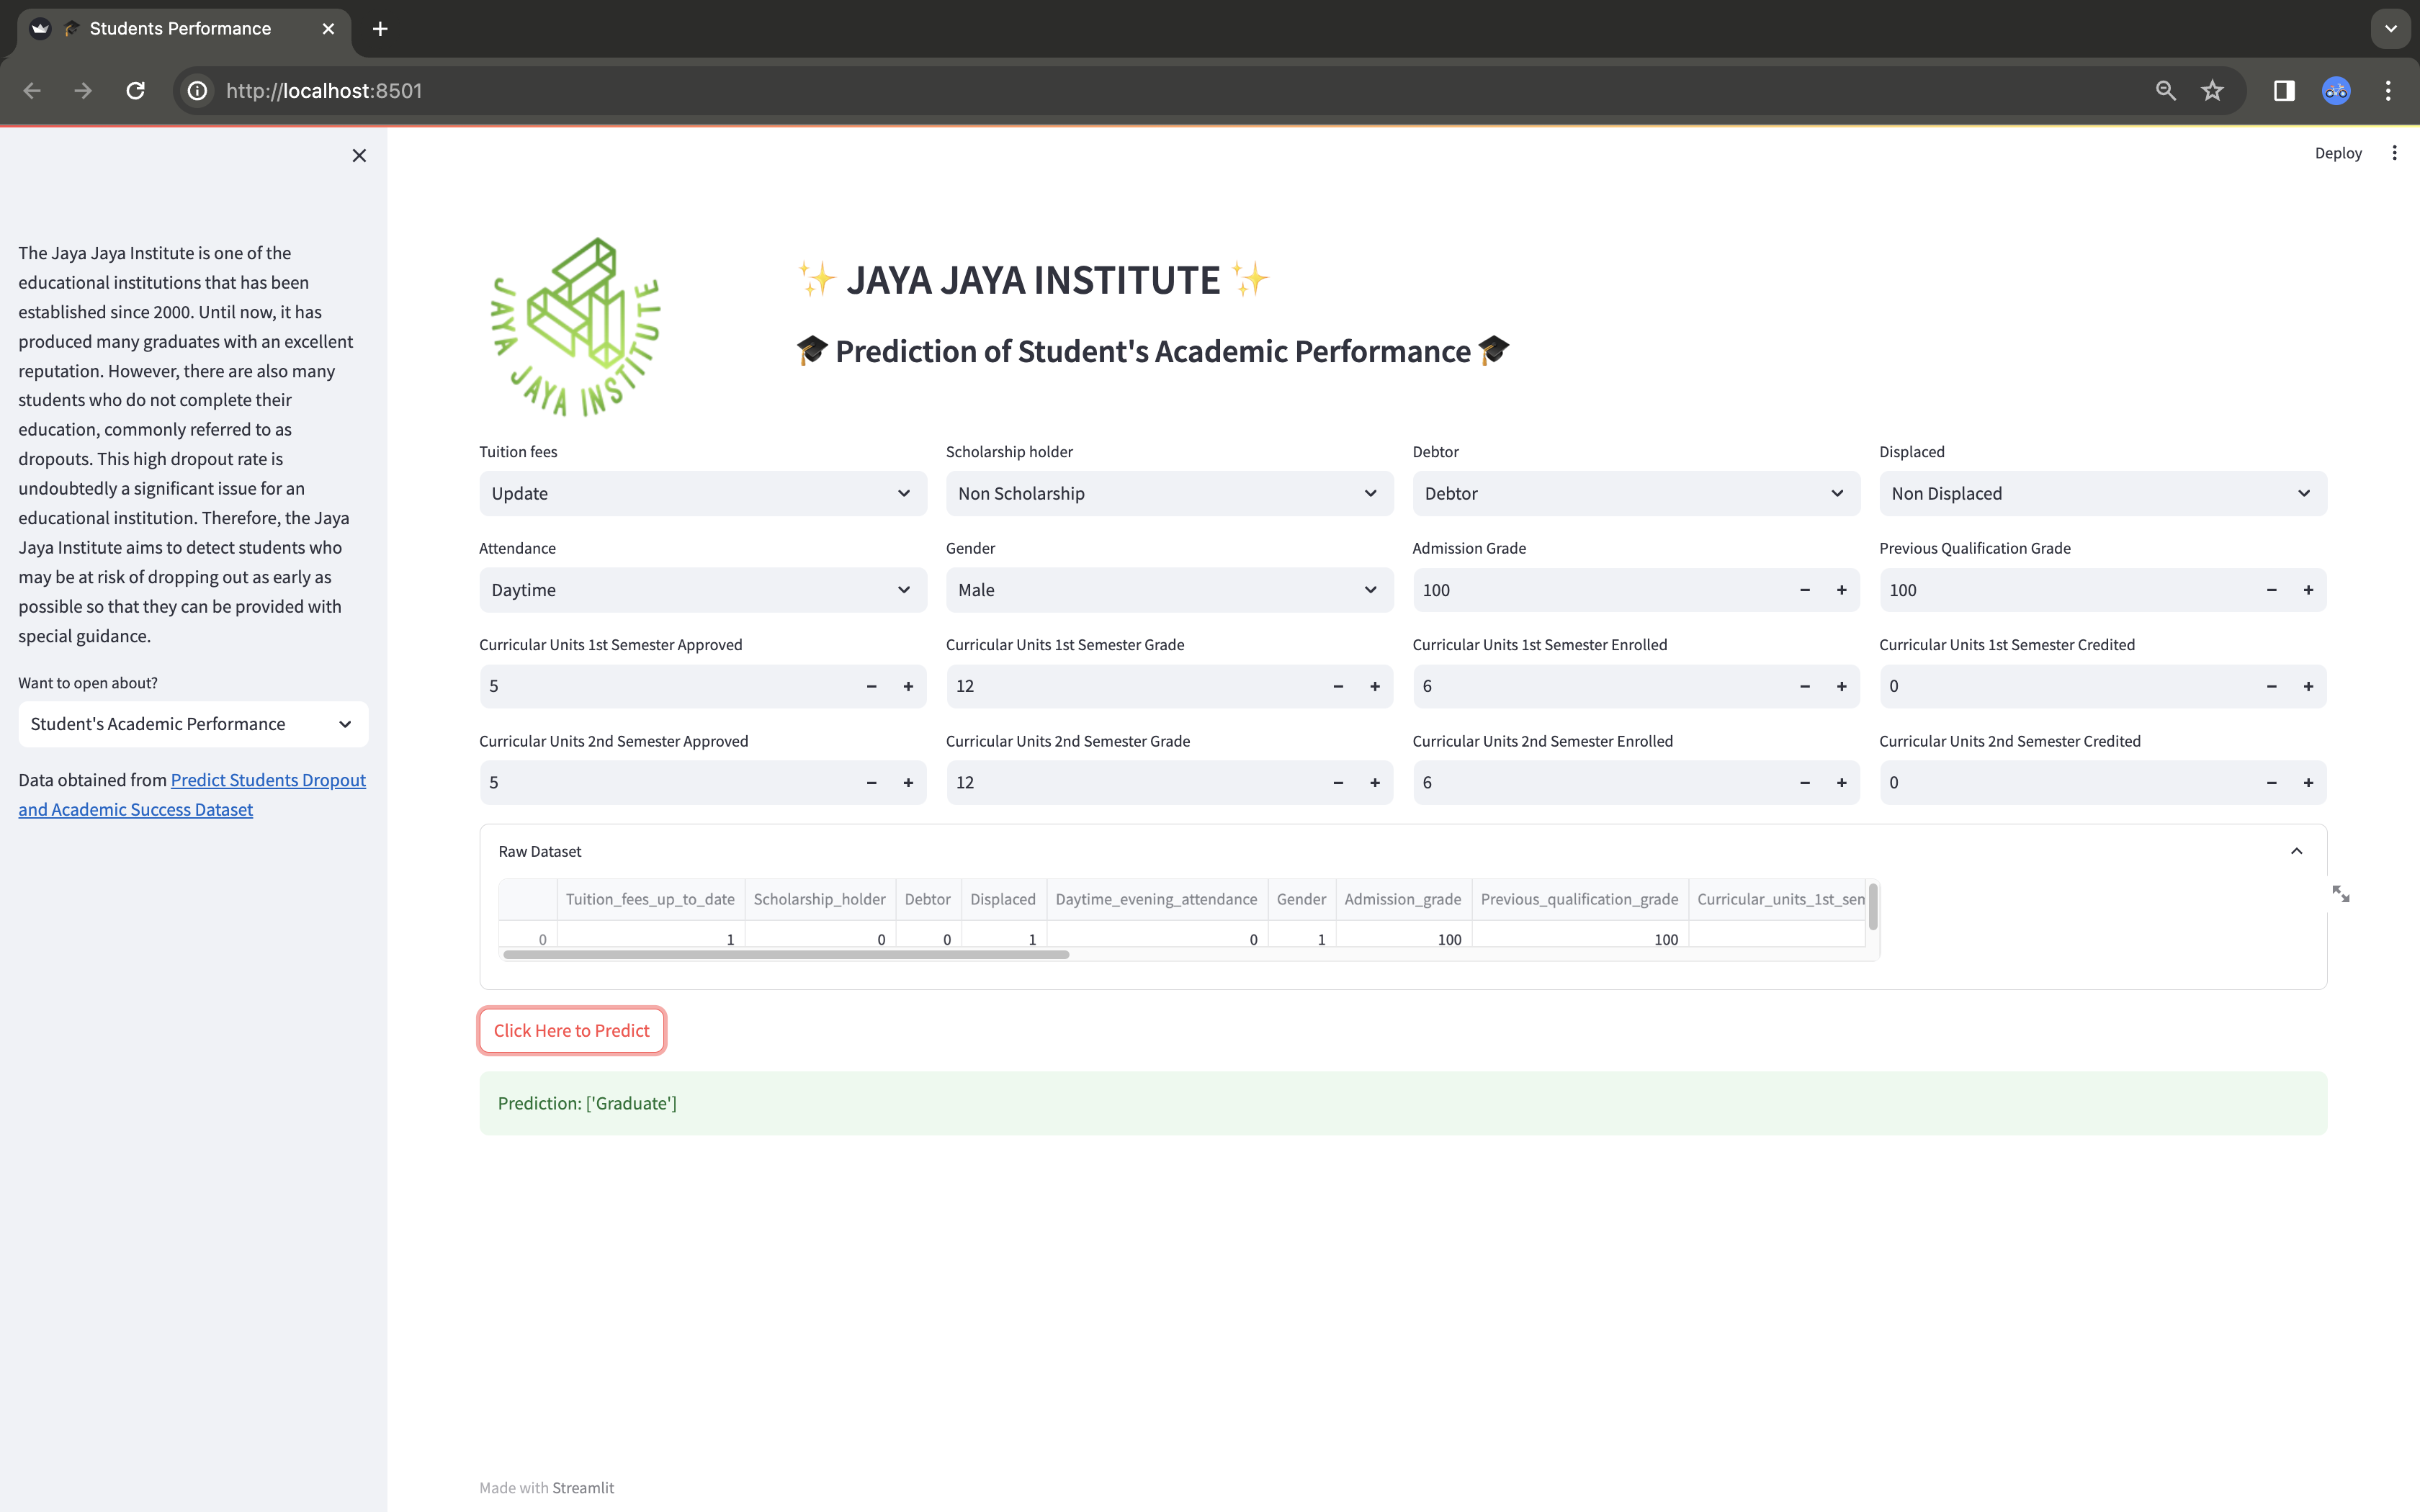 🎓 Students Performance
http://localhost:8501
Deploy
The Jaya Jaya Institute is one of the
educational institutions that has been
established since 2000. Until now, it has
produced many graduates with an excellent
reputation. However, there are also many
students who do not complete their
education, commonly referred to as
dropouts. This high dropout rate is
undoubtedly a significant issue for an
educational institution. Therefore, the Jaya
Jaya Institute aims to detect students who
may be at risk of dropping out as early as
possible so that they can be provided with
special guidance.
Want to open about?
Student's Academic Performance
Data obtained from Predict Students Dropout
and Academic Success Dataset
JAYA JAYA INSTITUTE
✨ JAYA JAYA INSTITUTE ✨
🎓 Prediction of Student's Academic Performance 🎓
Tuition fees Scholarship holder Debtor Displaced
Update Non Scholarship Debtor Non Displaced
Attendance Gender Admission Grade Previous Qualification Grade
Daytime Male 100 100
Curricular Units 1st Semester Approved Curricular Units 1st Semester Grade Curricular Units 1st Semester Enrolled Curricular Units 1st Semester Credited
5 12 6 0
Curricular Units 2nd Semester Approved Curricular Units 2nd Semester Grade Curricular Units 2nd Semester Enrolled Curricular Units 2nd Semester Credited
5 12 6 0
Raw Dataset
Tuition_fees_up_to_date Scholarship_holder Debtor Displaced Daytime_evening_attendance Gender Admission_grade Previous_qualification_grade Curricular_units_1st_sem
0 1 0 0 1 0 1 100 100
Click Here to Predict
Prediction: ['Graduate']
Made with Streamlit